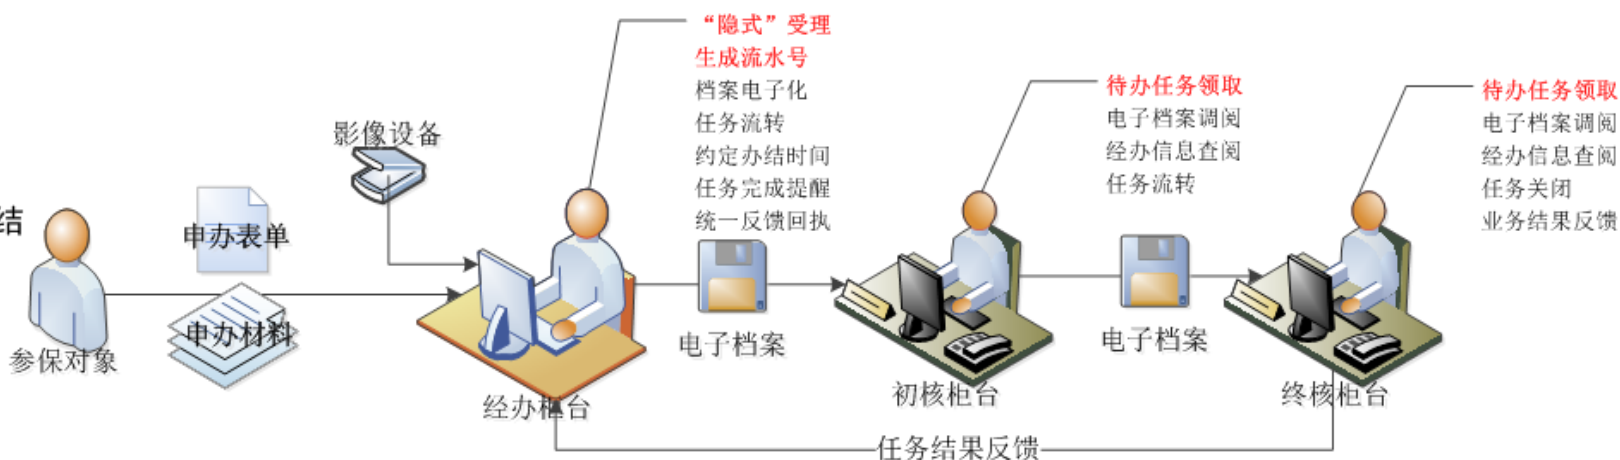 结
参保对象
申办表单
申办材料
影像设备
经办柜台
“隐式”受理
生成流水号
档案电子化
任务流转
约定办结时间
任务完成提醒
统一反馈回执
电子档案
初核柜台
待办任务领取
电子档案调阅
经办信息查阅
任务流转
电子档案
终核柜台
待办任务领取
电子档案调阅
经办信息查阅
任务关闭
业务结果反馈
任务结果反馈